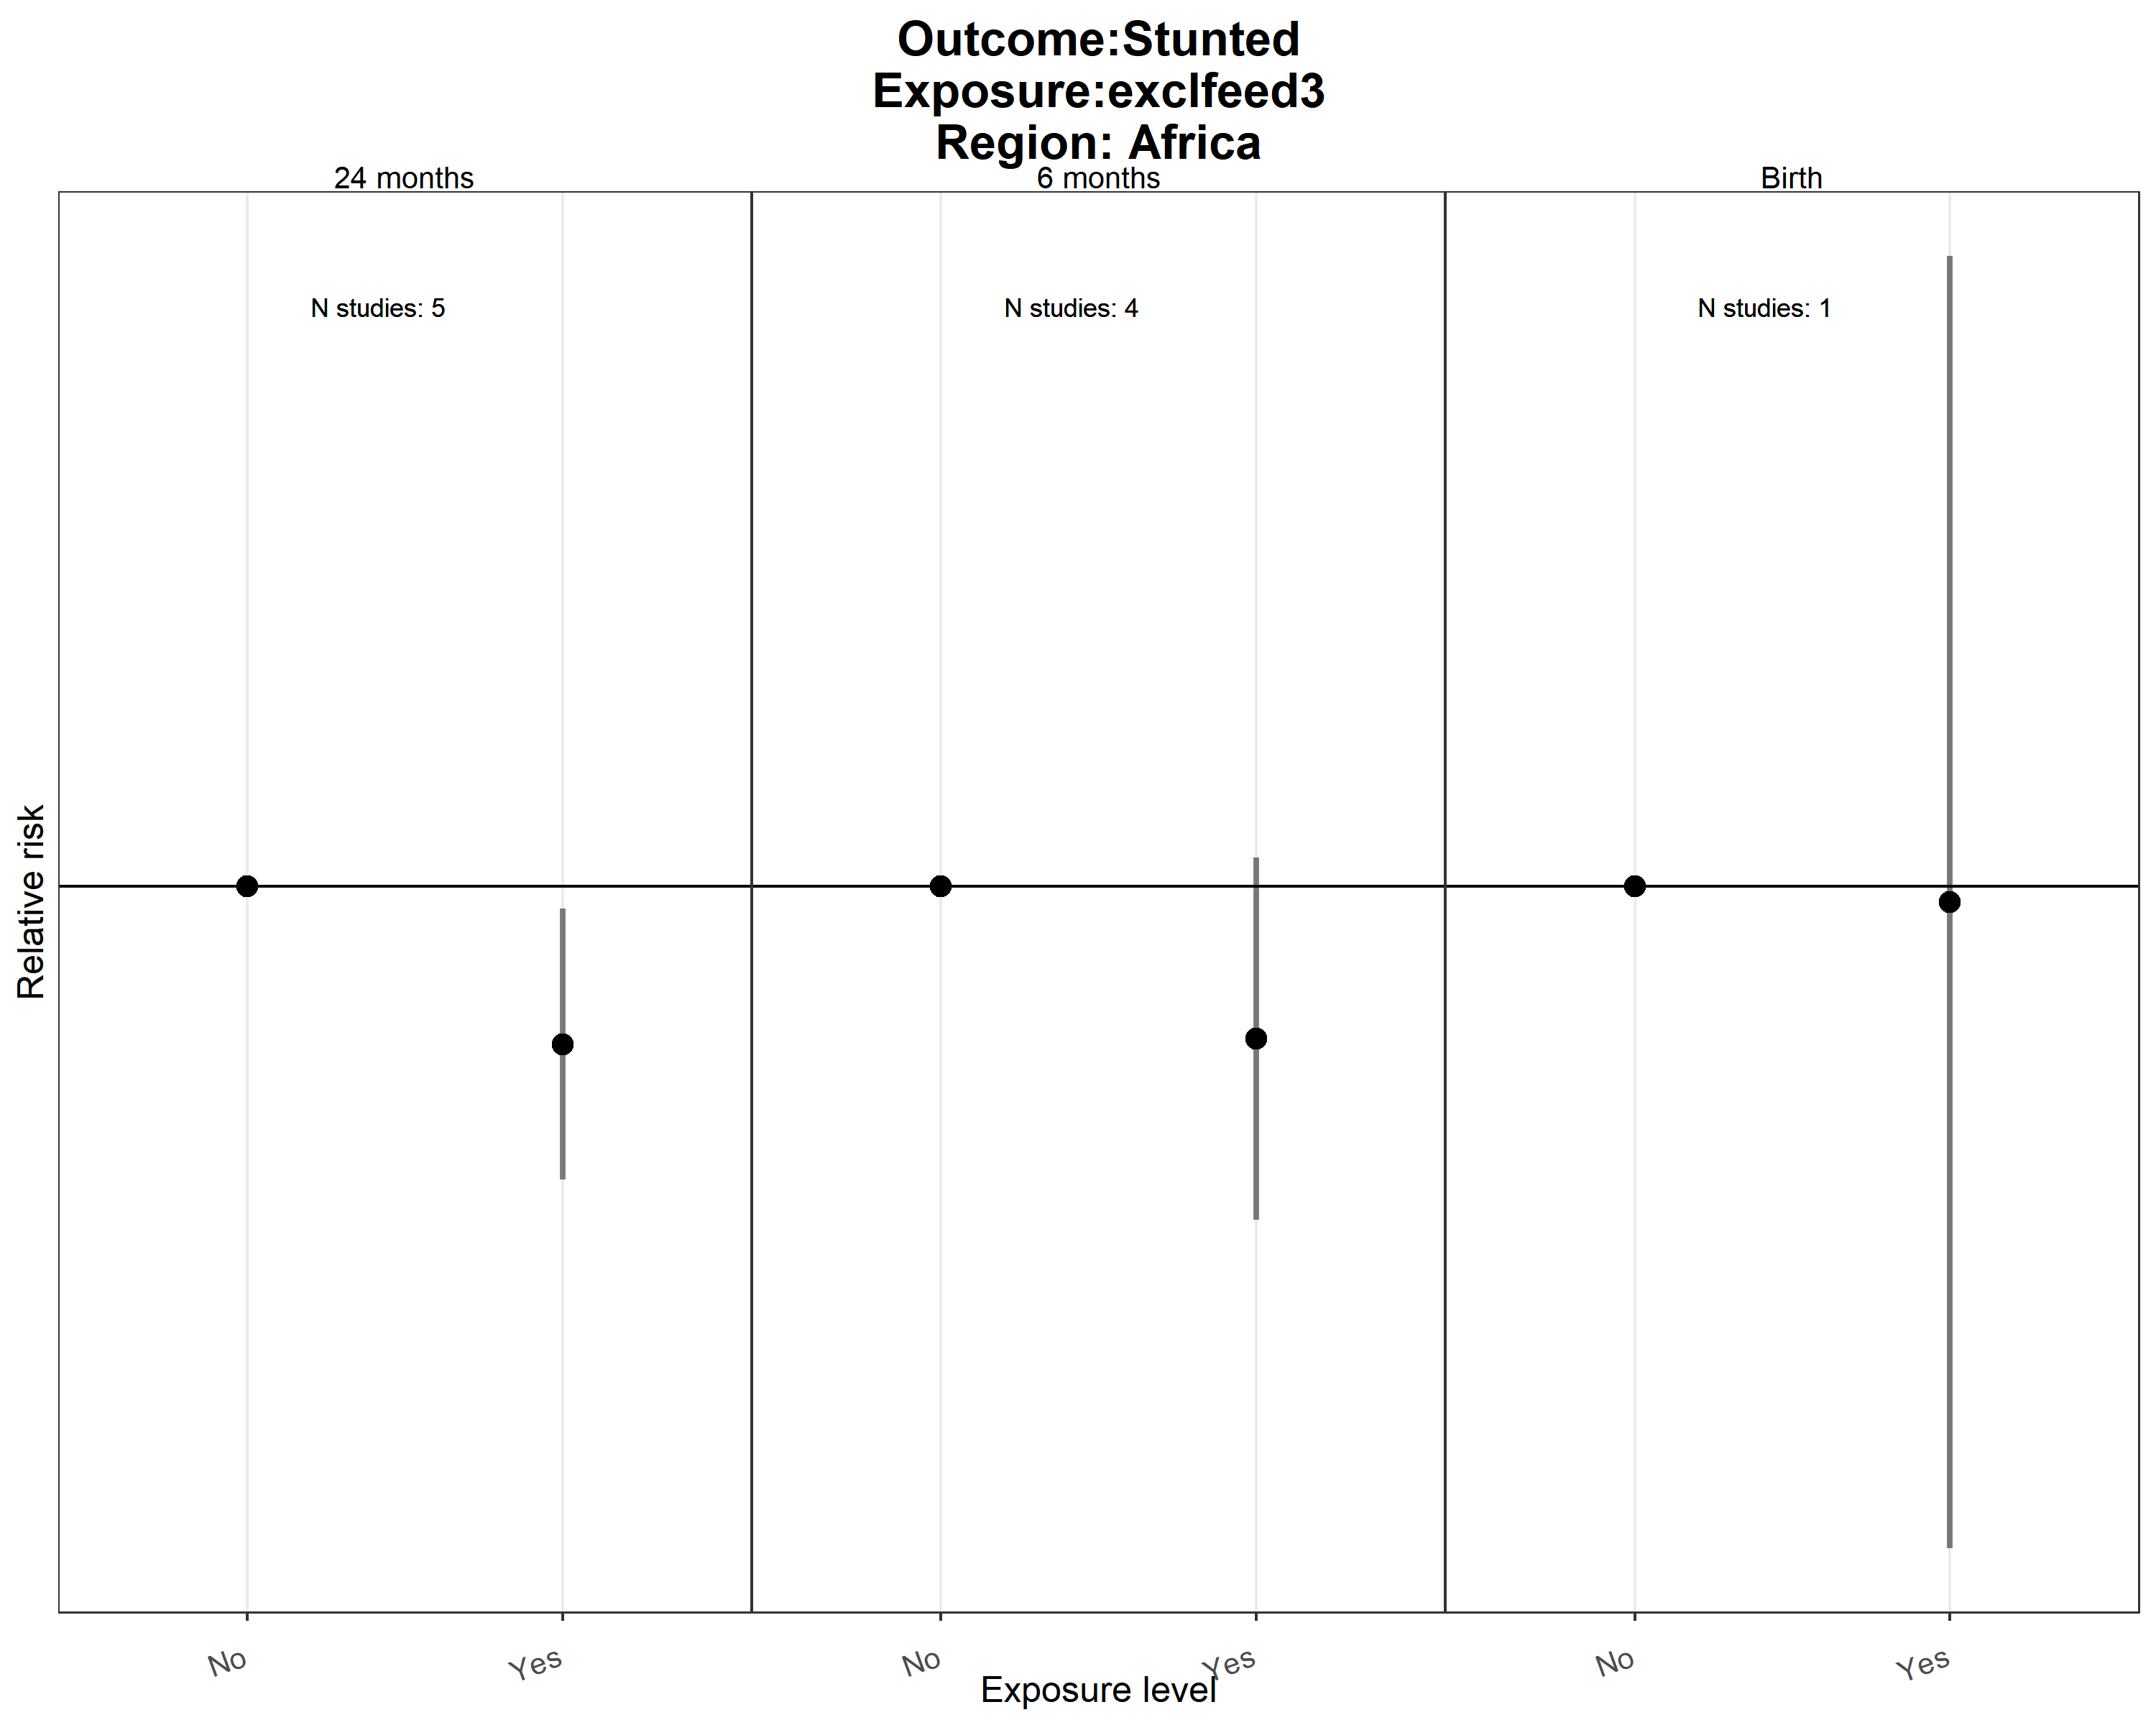 Outcome:Stunted
Exposure:exclfeed3
Region: Africa
24 months
6 months
Birth
N studies: 5
N studies: 4
N studies: 1
Relative risk
No
Yes
No
Yes
No
Yes
Exposure level